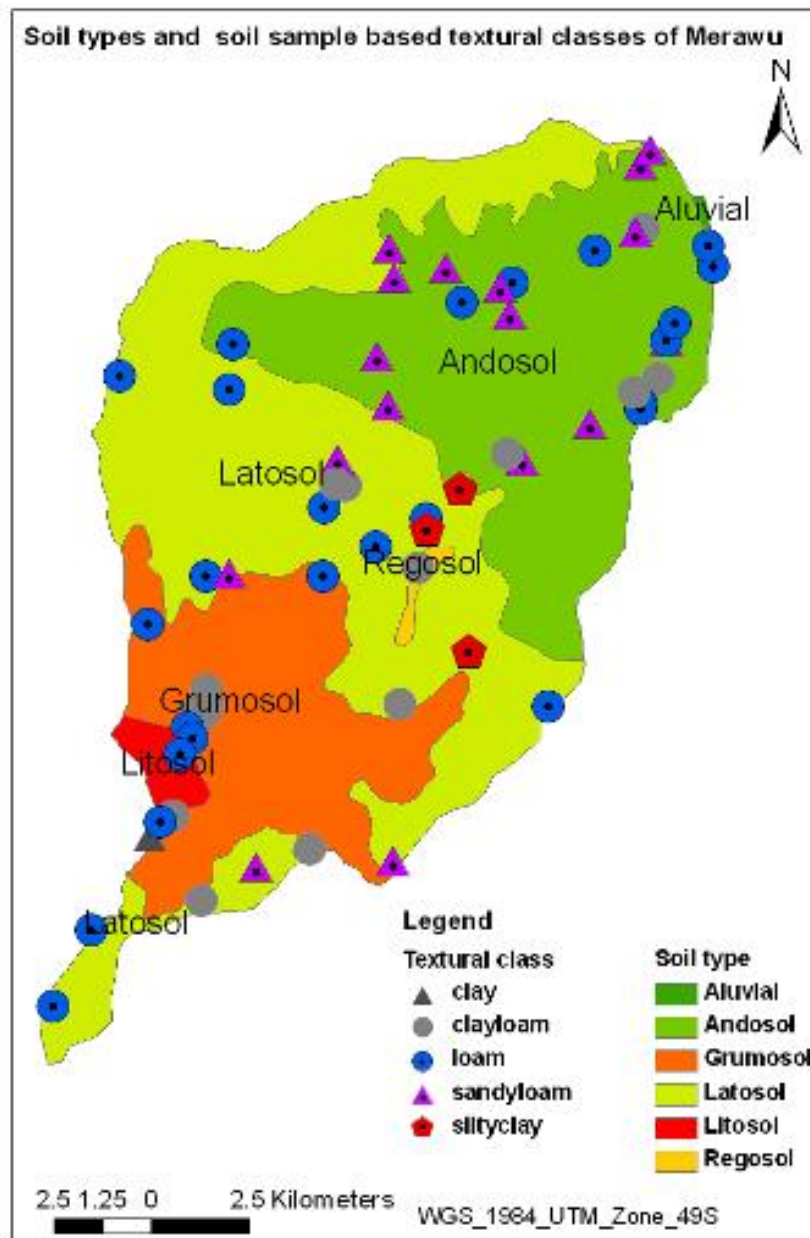 Soil types and soil sample based textural classes of Merawu
N
Aluvial
Andosol
Latosol
Regosol
Grumosol
Litosol
Latosol
Legend
Textural class
clay
clayloam
loam
sandyloam
siltyclay
Soil type
Aluvial
Andosol
Grumosol
Latosol
Litosol
Regosol
2.5 1.25 0 2.5 Kilometers
WGS_1984_UTM_Zone_49S